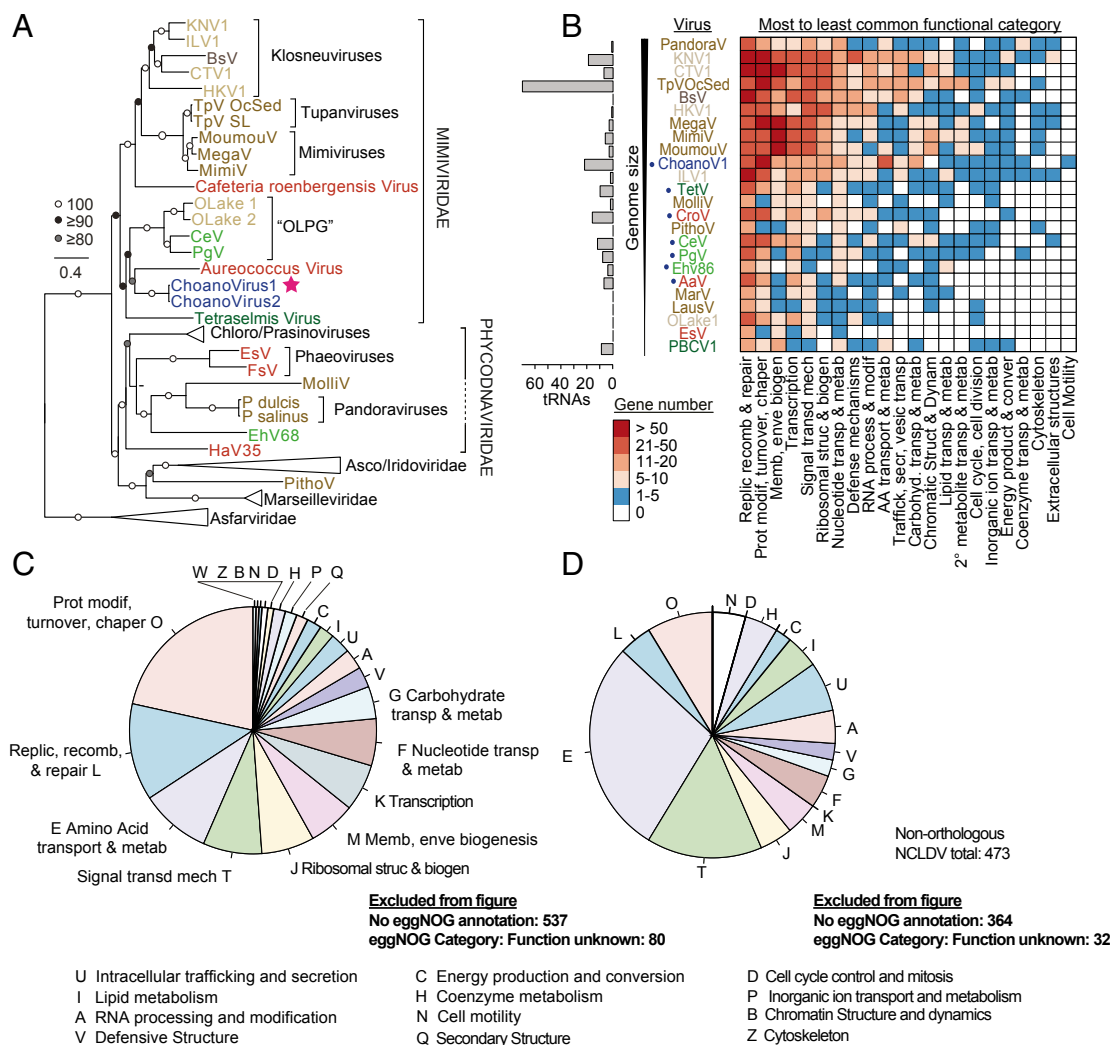 A
KNV1
ILV1
BsV
CTV1
HKV1
Klosneuviruses
TpV OcSed
TpV SL
Tupanviruses
MoumouV
MegaV
MimiV
Mimiviruses
Cafeteria roenbergensis Virus
OLake 1
OLake 2
CeV
PgV
“OLPG”
Aureococcus Virus
ChoanoVirus1
ChoanoVirus2
Tetraselmis Virus
MIMIVIRIDAE
100
≥90
≥80
0.4
Chloro/Prasinoviruses
EsV
FsV
Phaeoviruses
MolliV
P dulcis
P salinus
Pandoraviruses
EhV68
HaV35
PHYCODNAVIRIDAE
Asco/Iridoviridae
PithoV
Marseilleviridae
Asfarviridae
B
Virus
Most to least common functional category
Genome size
PandoraV
KNV1
CTV1
TpVOcSed
BsV
HKV1
MegaV
MimiV
MoumouV
ChoanoV1
ILV1
TetV
MolliV
CroV
PithoV
CeV
PgV
Ehv86
AaV
MarV
LausV
OLake1
EsV
PBCV1
60 40 20 0
tRNAs
Gene number
> 50
21-50
11-20
5-10
1-5
0
Replic recomb & repair
Prot modif, turnover, chaper
Memb, enve biogen
Transcription
Signal transd mech
Ribosomal struc & biogen
Nucleotide transp & metab
Defense mechanisms
RNA process & modif
AA transport & metab
Traffick, secr, vesic transp
Carbohyd. transp & metab
Chromatic Struct & Dynam
Lipid transp & metab
2° metabolite transp & metab
Cell cycle, cell division
Inorganic ion transp & metab
Energy product & conver
Coenzyme transp & metab
Cytoskeleton
Extracellular structures
Cell Motility
C
W Z B N D H P Q
C
I
U
A
V
G Carbohydrate
transp & metab
F Nucleotide transp
& metab
K Transcription
M Memb, enve biogenesis
J Ribosomal struc & biogen
Signal transd mech T
E Amino Acid
transport & metab
Replic, recomb,
& repair L
Prot modif,
turnover, chaper O
Excluded from figure
No eggNOG annotation: 537
eggNOG Category: Function unknown: 80
D
N
D
H
C
I
U
A
V
G
F
K
M
J
T
E
L
O
Non-orthologous
NCLDV total: 473
Excluded from figure
No eggNOG annotation: 364
eggNOG Category: Function unknown: 32
U Intracellular trafficking and secretion
I Lipid metabolism
A RNA processing and modification
V Defensive Structure
C Energy production and conversion
H Coenzyme metabolism
N Cell motility
Q Secondary Structure
D Cell cycle control and mitosis
P Inorganic ion transport and metabolism
B Chromatin Structure and dynamics
Z Cytoskeleton